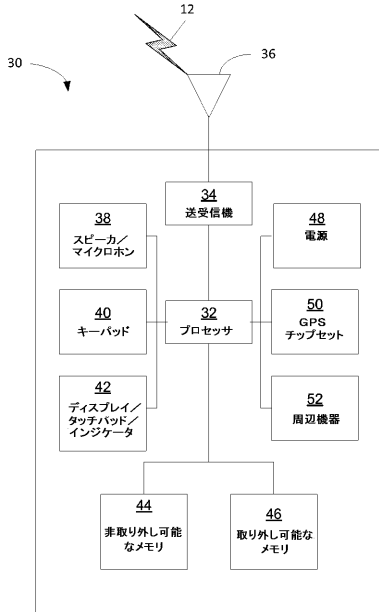 12
36
30
34
送受信機
38
スピーカ／
マイクロホン
48
電源
40
キーパッド
32
プロセッサ
50
GPS
チップセット
42
ディスプレイ／
タッチパッド／
インジケータ
52
周辺機器
44
非取り外し可能
なメモリ
46
取り外し可能な
メモリ